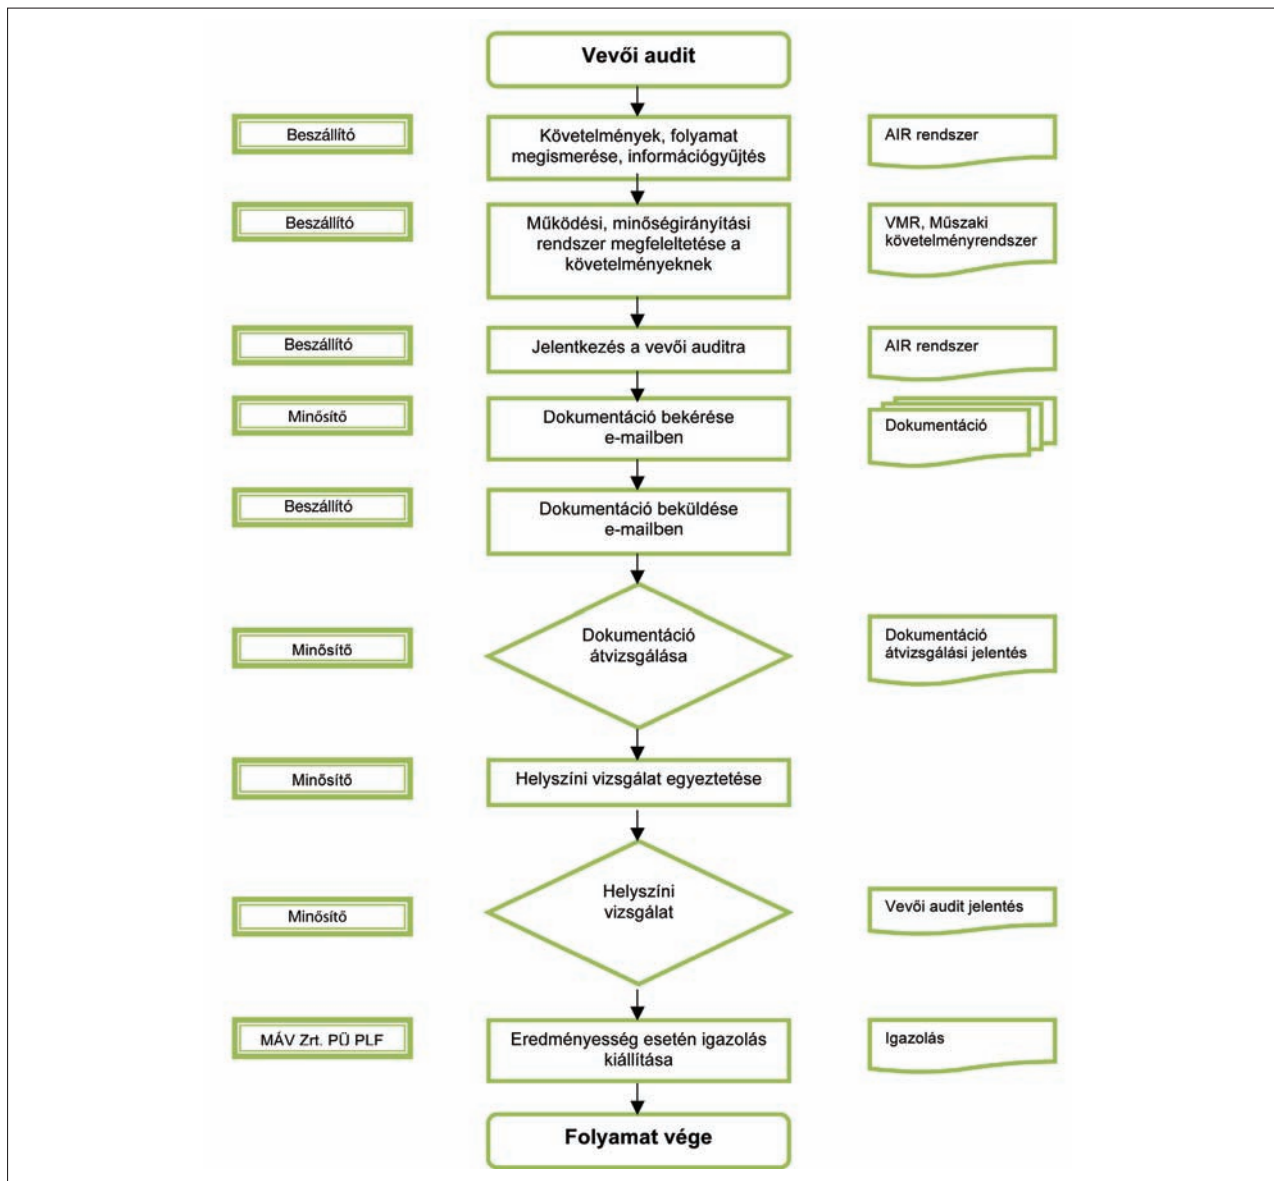 Vevői audit
Beszállító
Követelmények, folyamat
megismerése, információgyűjtés
AIR rendszer
Beszállító
Működési, minőségirányítási
rendszer megfeleltetése a
követelményeknek
VMR, Műszaki
követelményrendszer
Beszállító
Jelentkezés a vevői auditra
AIR rendszer
Minősítő
Dokumentáció bekérése
e-mailben
Dokumentáció
Beszállító
Dokumentáció beküldése
e-mailben
Minősítő
Dokumentáció
átvizsgálása
Dokumentáció
átvizsgálási jelentés
Minősítő
Helyszíni vizsgálat egyeztetése
Minősítő
Helyszíni
vizsgálat
Vevői audit jelentés
MÁV Zrt. PÜ PLF
Eredményesség esetén igazolás
kiállítása
Igazolás
Folyamat vége